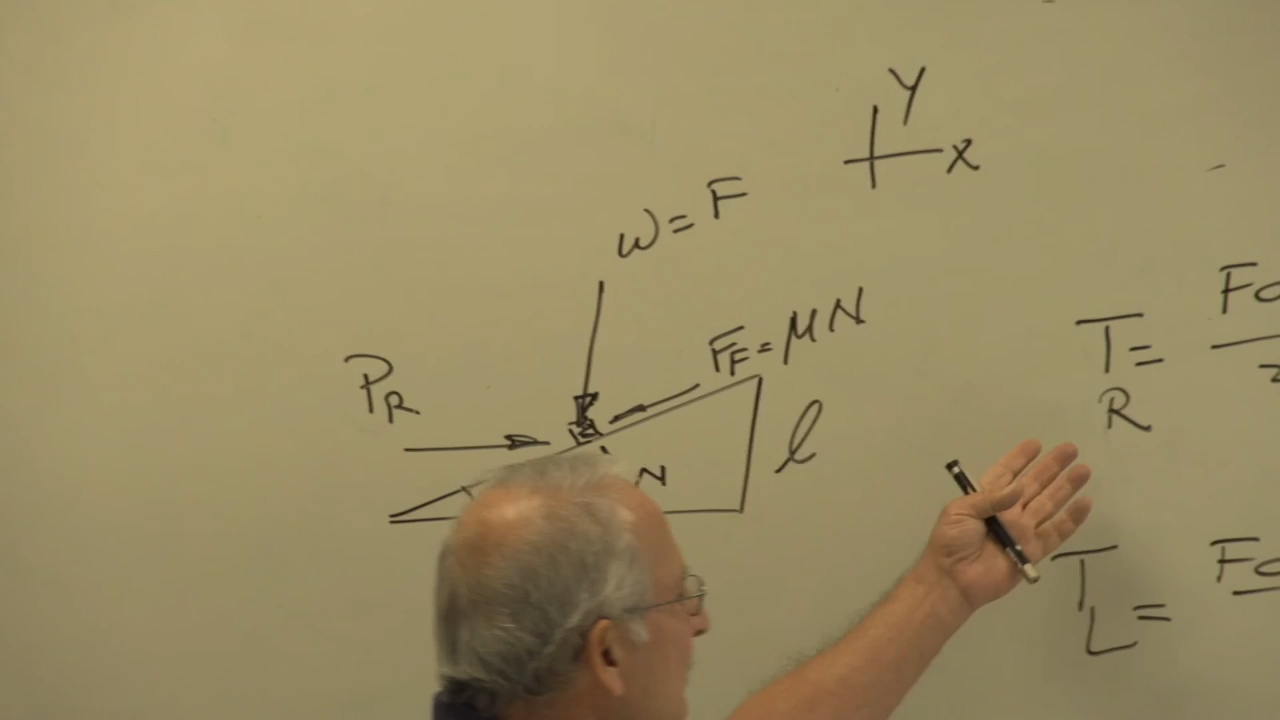 Y
X
W = F
F_F = μN
P_R
l
N
T_R =
T_L =